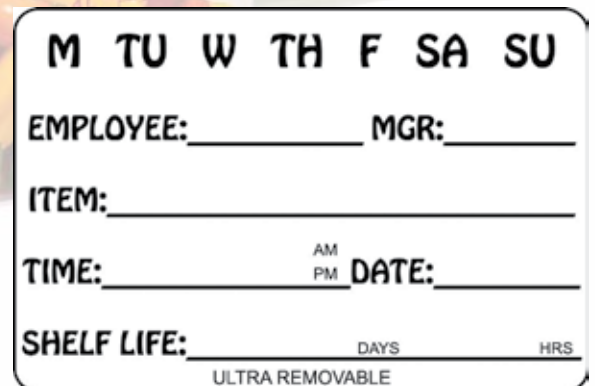 M TU W TH F SA SU
EMPLOYEE: MGR:
ITEM:
TIME: AM PM DATE:
SHELF LIFE: DAYS HRS
ULTRA REMOVABLE